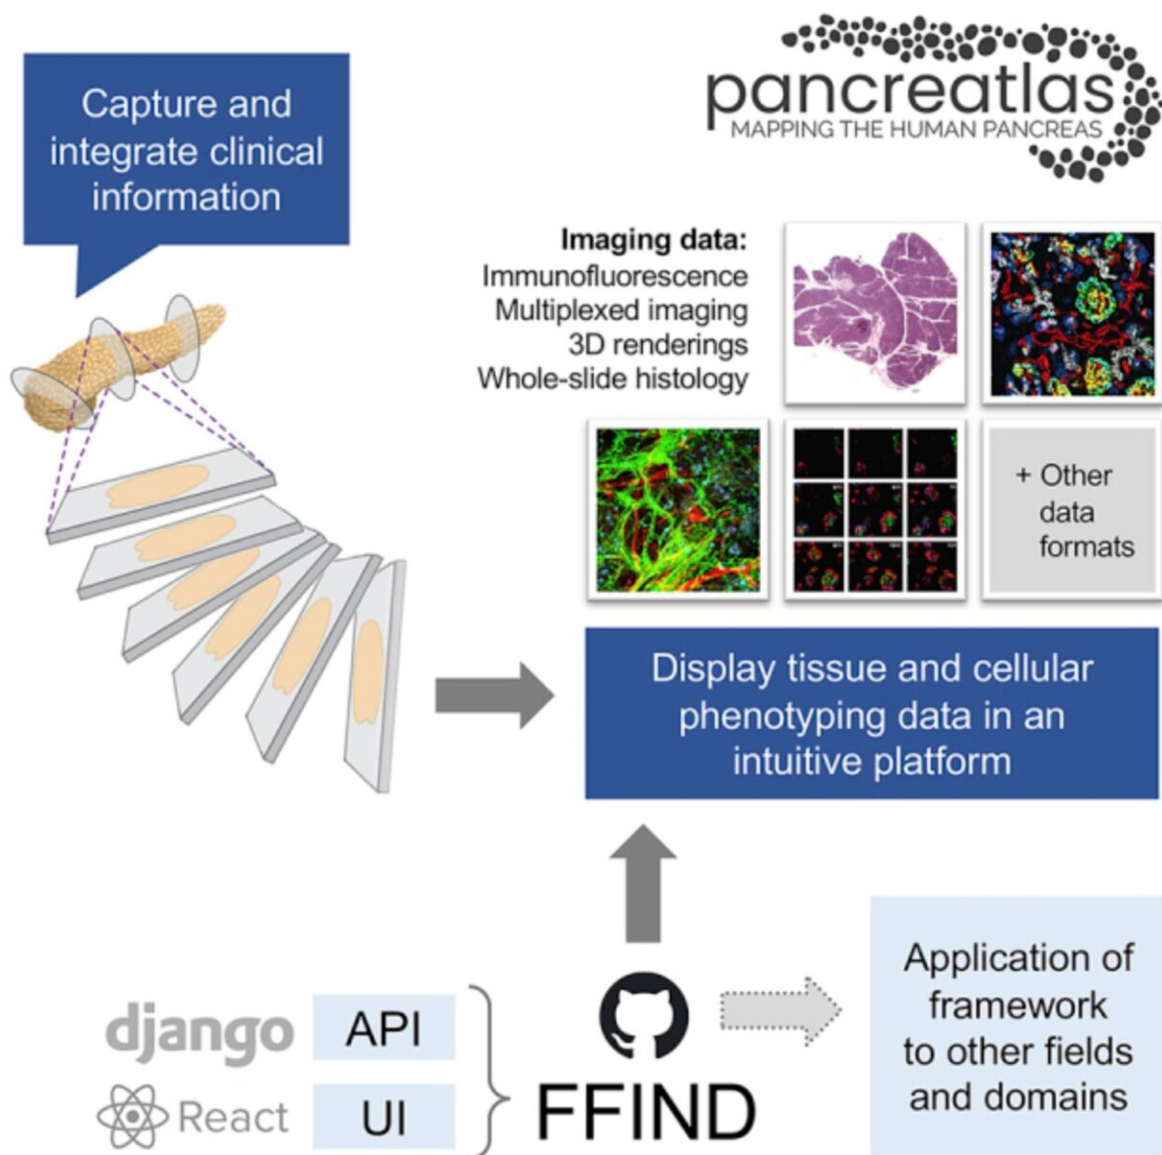 pancreatlas
MAPPING THE HUMAN PANCREAS
Capture and
integrate clinical
information
Imaging data:
Immunofluorescence
Multiplexed imaging
3D renderings
Whole-slide histology
+ Other
data
formats
Display tissue and cellular
phenotyping data in an
intuitive platform
django
API
React
UI
FFIND
Application of
framework
to other fields
and domains